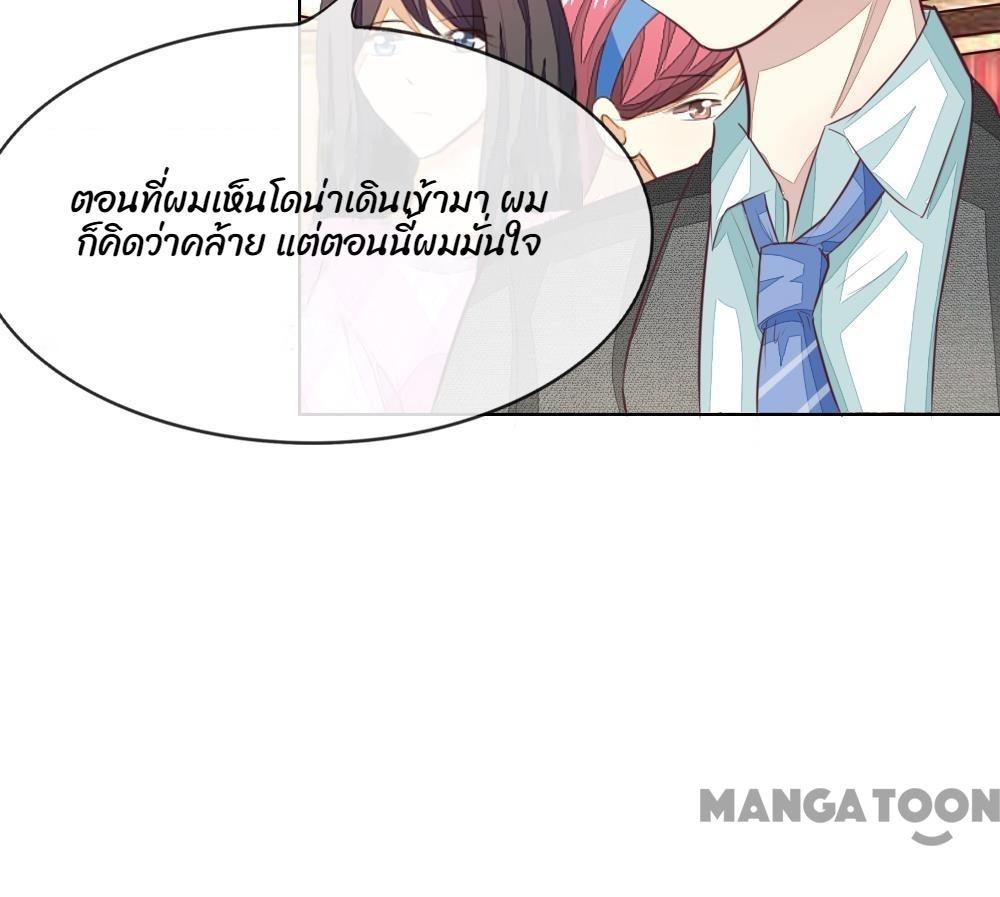 ตอนที่ผมเห็นโดน่าเดินเข้ามา ผม
ก็คิดว่าคล้าย แต่ตอนนี้ผมมั่นใจ
MANGATOON